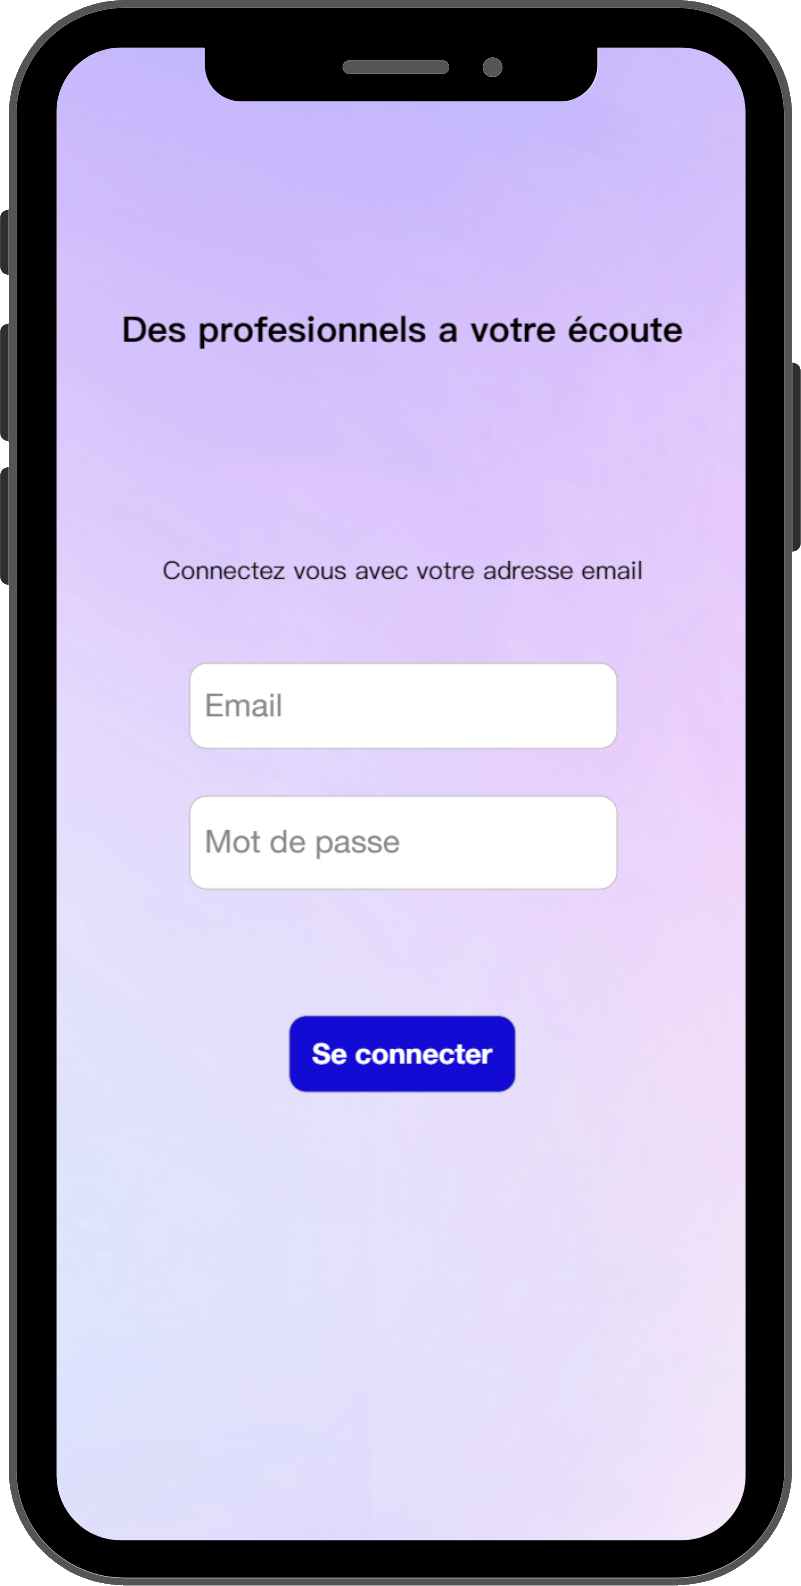 Des profesionnels a votre écoute
Connectez vous avec votre adresse email
Email
Mot de passe
Se connecter